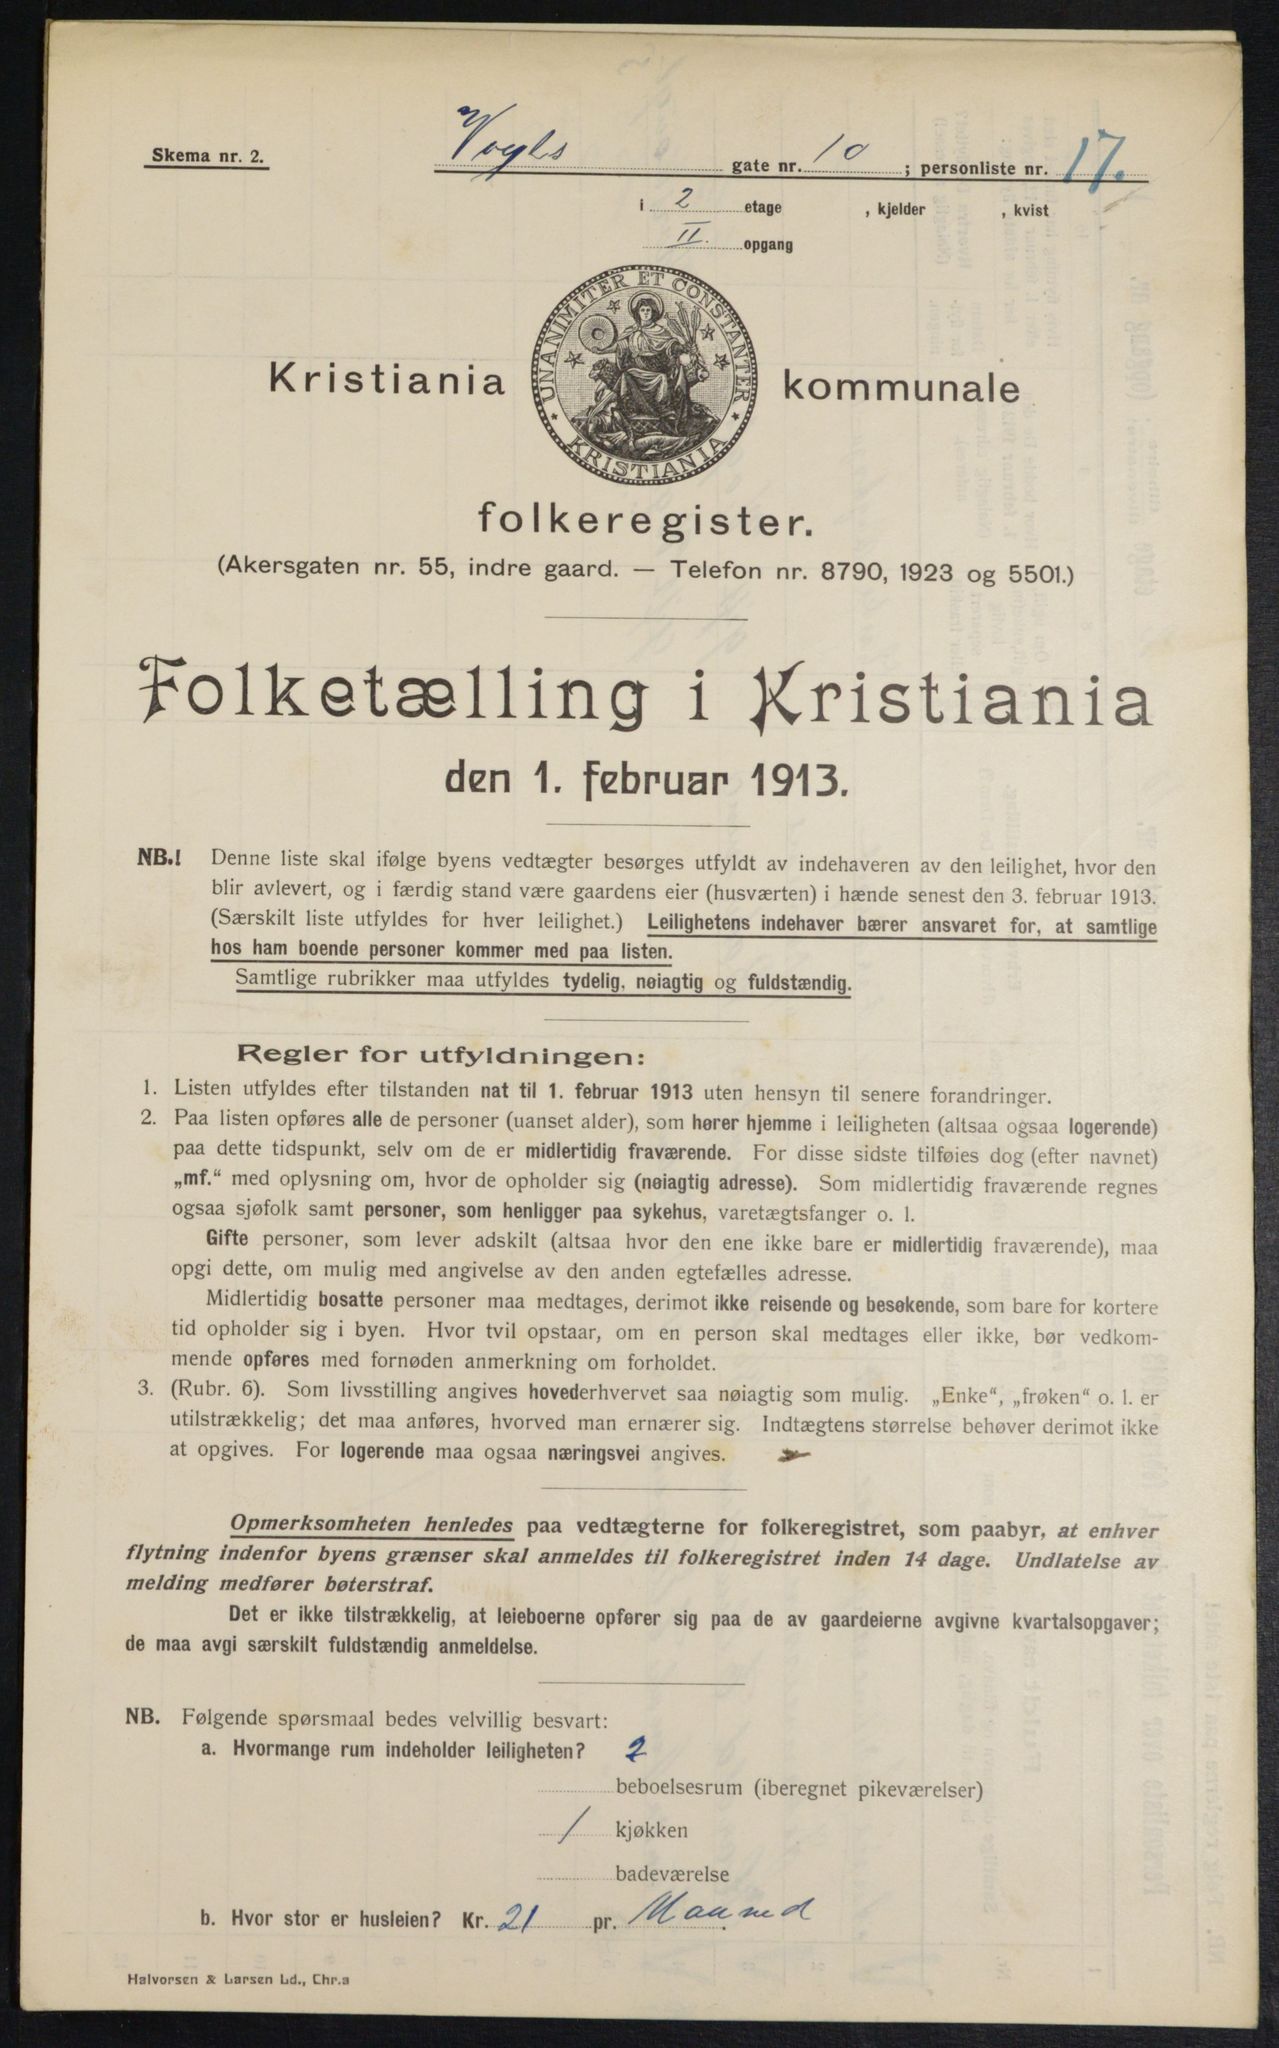 Skema nr. 2.
Vogts gate nr. 10 ; personliste nr. 17.
i 2 etage , kjelder , kvist
II. opgang
UNANIMITER ET CONSTANTER
KRISTIANIA
Kristiania kommunale
folkeregister.
(Akersgaten nr. 55, indre gaard. — Telefon nr. 8790, 1923 og 5501.)
Folketælling i Kristiania
den 1. februar 1913.
NB.! Denne liste skal ifølge byens vedtægter besørges utfyldt av indehaveren av den leilighet, hvor den
blir avlevert, og i færdig stand være gaardens eier (husværten) i hænde senest den 3. februar 1913.
(Særskilt liste utfyldes for hver leilighet.) Leilighetens indehaver bærer ansvaret for, at samtlige
hos ham boende personer kommer med paa listen.
Samtlige rubrikker maa utfyldes tydelig, nøiagtig og fuldstændig.
Regler for utfyldningen:
1. Listen utfyldes efter tilstanden nat til 1. februar 1913 uten hensyn til senere forandringer.
2. Paa listen opføres alle de personer (uanset alder), som hører hjemme i leiligheten (altsaa ogsaa logerende)
paa dette tidspunkt, selv om de er midlertidig fraværende. For disse sidste tilføies dog (efter navnet)
„mf.“ med oplysning om, hvor de opholder sig (nøiagtig adresse). Som midlertidig fraværende regnes
ogsaa sjøfolk samt personer, som henligger paa sykehus, varetægtsfanger o. l.
Gifte personer, som lever adskilt (altsaa hvor den ene ikke bare er midlertidig fraværende), maa
opgi dette, om mulig med angivelse av den anden egtefælles adresse.
Midlertidig bosatte personer maa medtages, derimot ikke reisende og besøkende, som bare for kortere
tid opholder sig i byen. Hvor tvil opstaar, om en person skal medtages eller ikke, bør vedkom-
mende opføres med fornøden anmerkning om forholdet.
3. (Rubr. 6). Som livsstilling angives hovederhvervet saa nøiagtig som mulig. „Enke“, „frøken“ o. l. er
utilstrækkelig; det maa anføres, hvorved man ernærer sig. Indtægtens størrelse behøver derimot ikke
at opgives. For logerende maa ogsaa næringsvei angives.
Opmerksomheten henledes paa vedtægterne for folkeregistret, som paabyr, at enhver
flytning indenfor byens grænser skal anmeldes til folkeregistret inden 14 dage. Undlatelse av
melding medfører bøterstraf.
Det er ikke tilstrækkelig, at leieboerne opfører sig paa de av gaardeierne avgivne kvartalsopgaver;
de maa avgi særskilt fuldstændig anmeldelse.
NB. Følgende spørsmaal bedes velvillig besvart:
a. Hvormange rum indeholder leiligheten? 2
beboelsesrum (iberegnet pikeværelser)
1 kjøkken
badeværelse
b. Hvor stor er husleien? Kr. 21 pr. Maaned
Halvorsen & Larsen Ld., Chr.a